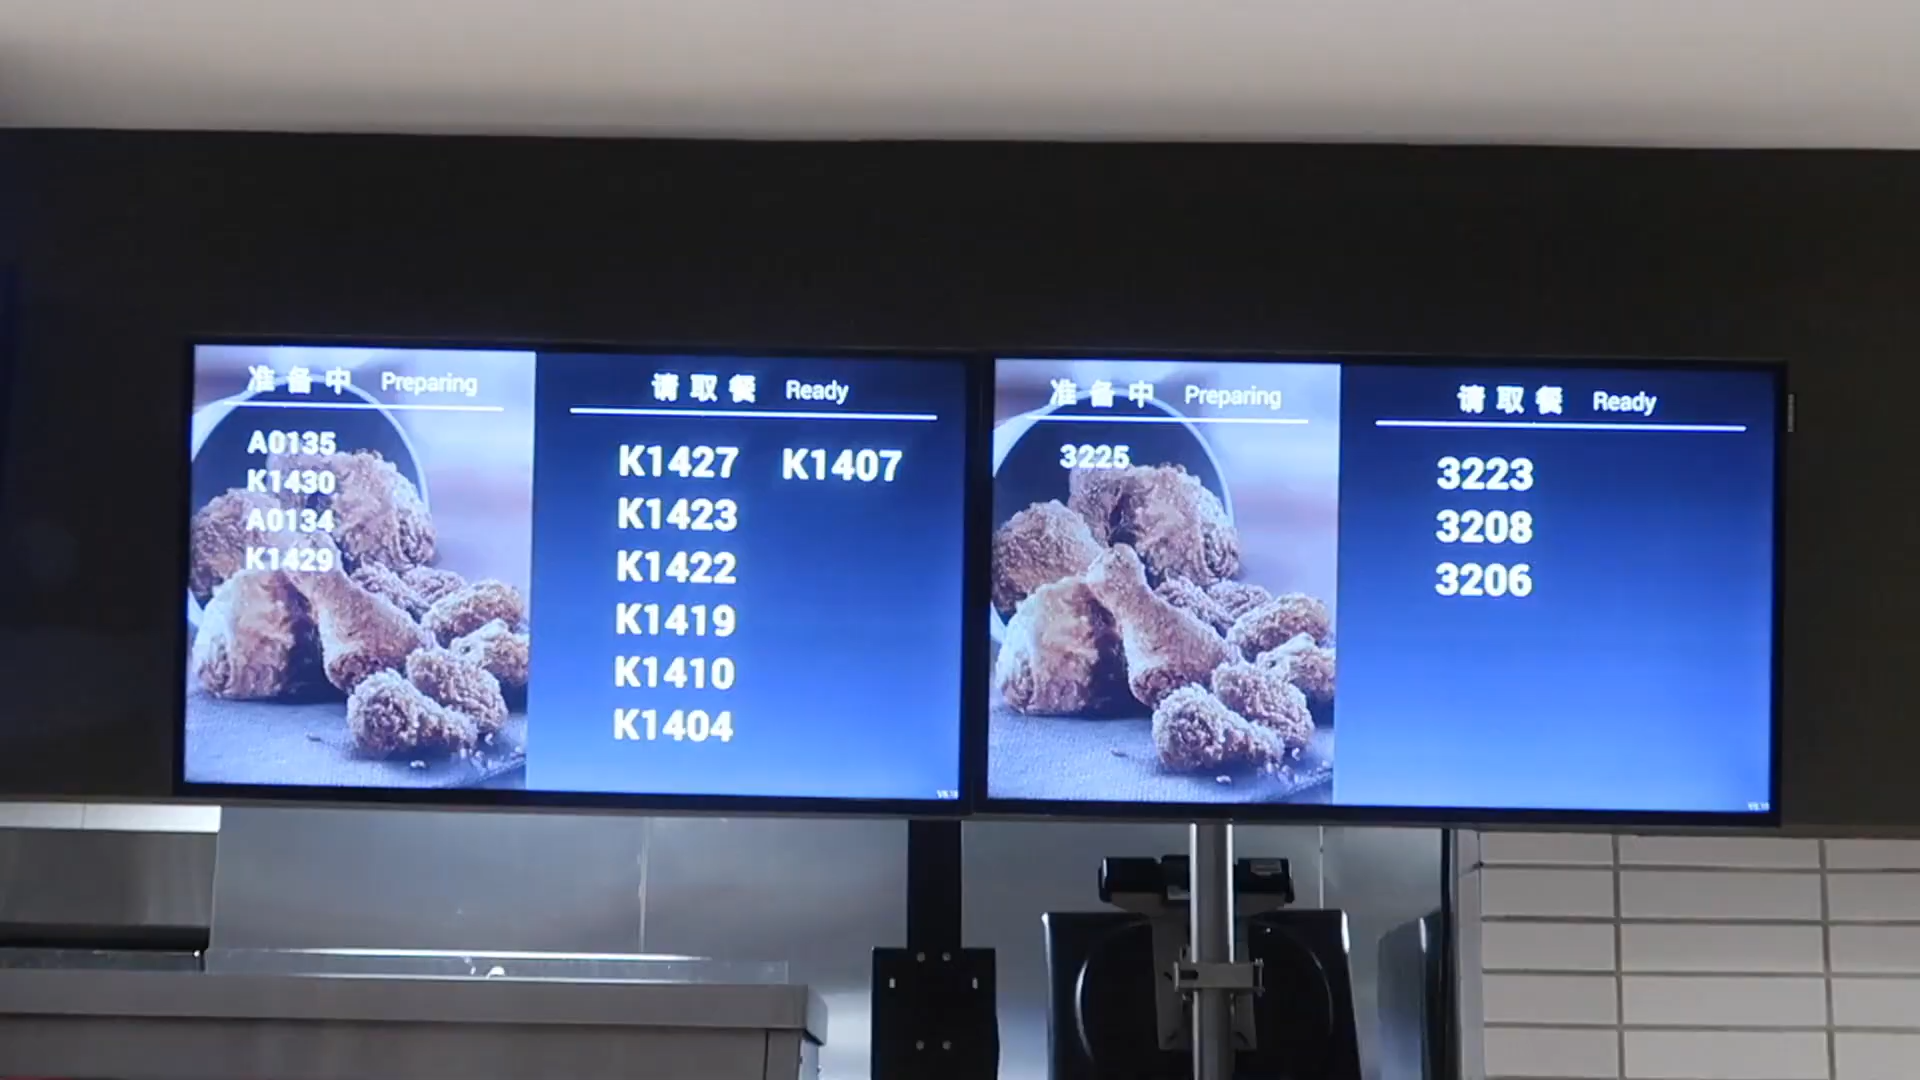 准备中 Preparing
A0135
K1430
A0134
K1429
请取餐 Ready
K1427 K1407
K1423
K1422
K1419
K1410
K1404
准备中 Preparing
3225
请取餐 Ready
3223
3208
3206